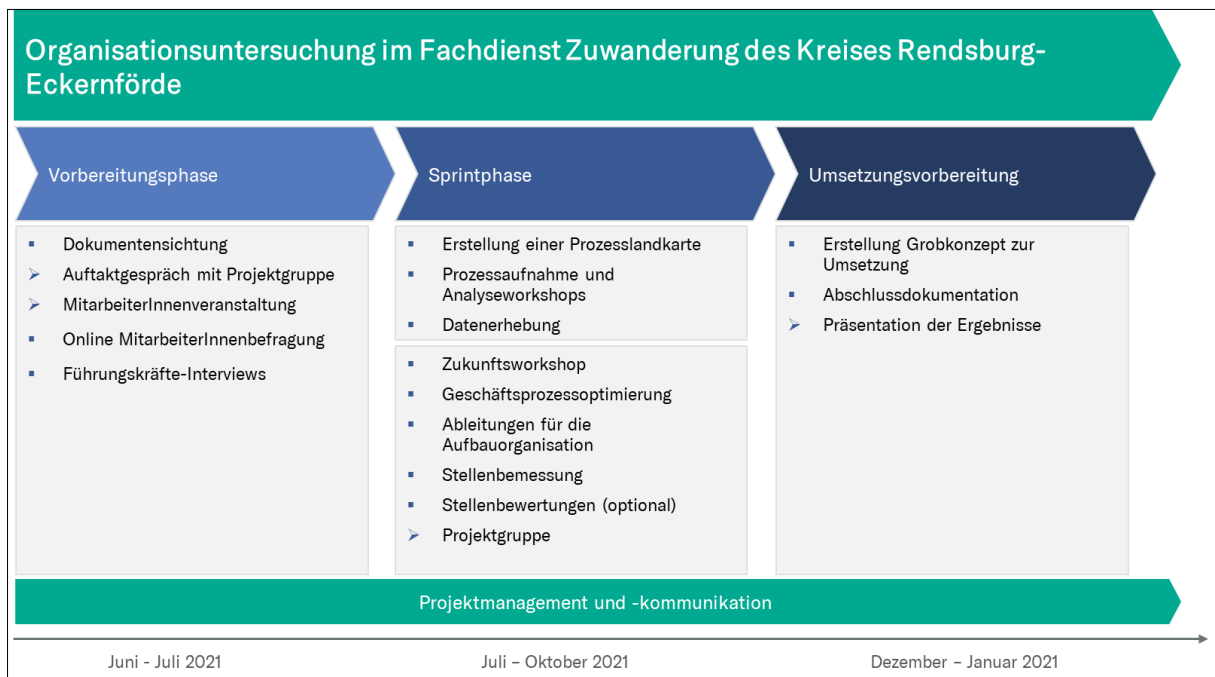 Organisationsuntersuchung im Fachdienst Zuwanderung des Kreises Rendsburg-
Eckernförde
Vorbereitungsphase
Dokumentensichtung
Auftaktgespräch mit Projektgruppe
MitarbeiterInnenveranstaltung
Online MitarbeiterInnenbefragung
Führungskräfte-Interviews
Sprintphase
Erstellung einer Prozesslandkarte
Prozessaufnahme und
Analyseworkshops
Datenerhebung
Zukunftsworkshop
Geschäftsprozessoptimierung
Ableitungen für die
Aufbauorganisation
Stellenbemessung
Stellenbewertungen (optional)
Projektgruppe
Umsetzungsvorbereitung
Erstellung Grobkonzept zur
Umsetzung
Abschlussdokumentation
Präsentation der Ergebnisse
Projektmanagement und -kommunikation
Juni - Juli 2021
Juli – Oktober 2021
Dezember – Januar 2021